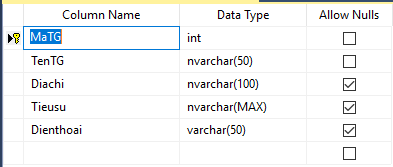 Column Name Data Type Allow Nulls
MaTG int
TenTG nvarchar(50)
Diachi nvarchar(100)
Tieusu nvarchar(MAX)
Dienthoai varchar(50)